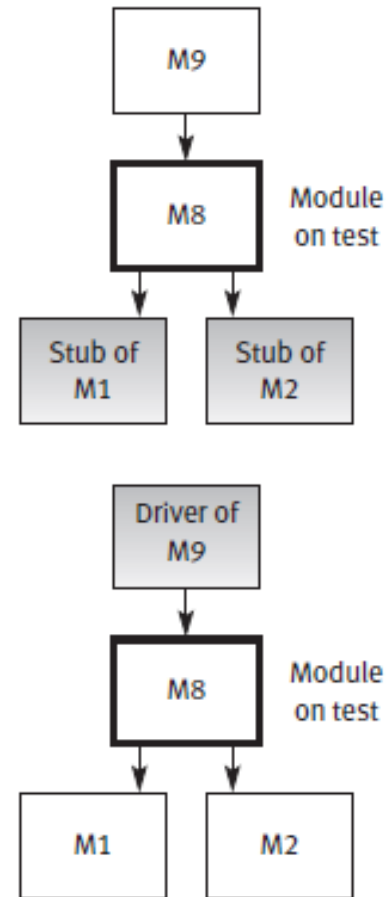 M9
M8
Module
on test
Stub of
M1
Stub of
M2
Driver of
M9
M8
Module
on test
M1
M2